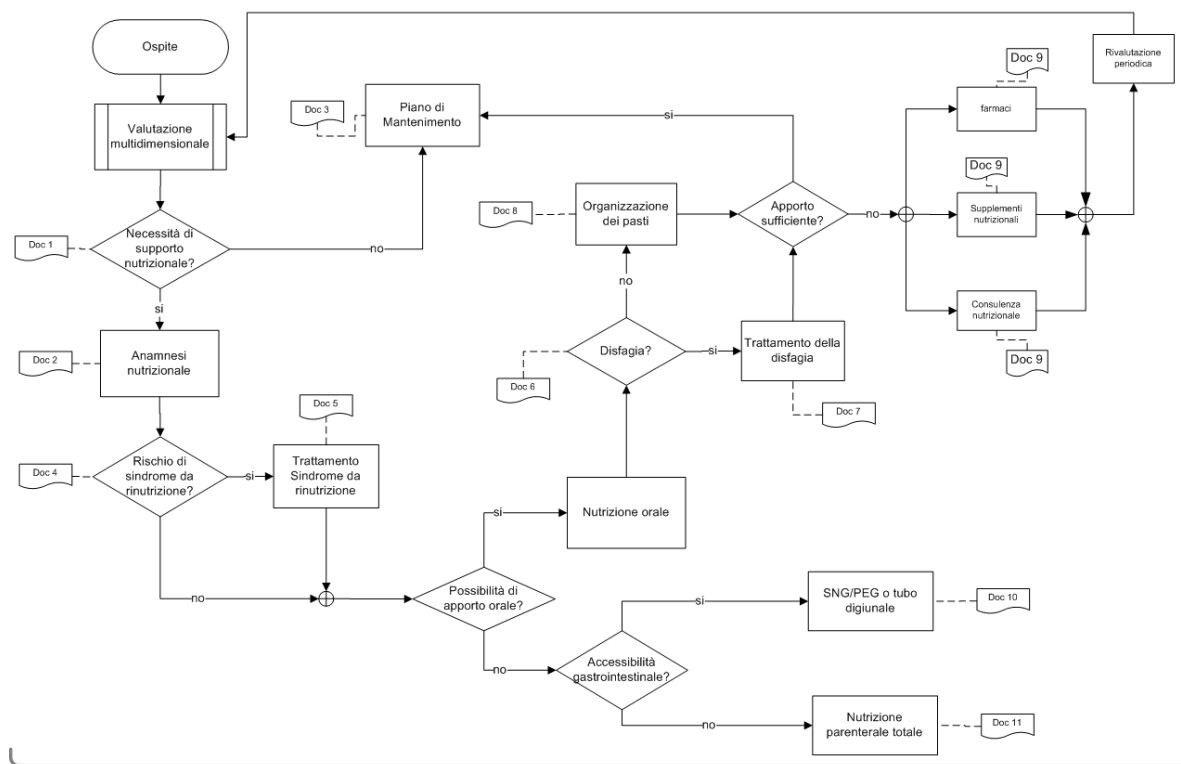 Ospite
Valutazione
multidimensionale
Necessità di
supporto
nutrizionale?
Doc 1
no
si
Doc 3
Piano di
Mantenimento
Anamnesi
nutrizionale
Doc 2
Rischio di
sindrome da
rinutrizione?
Doc 4
si
no
Doc 5
Trattamento
Sindrome da
rinutrizione
Possibilità di
apporto orale?
si
no
Nutrizione orale
Disfagia?
Doc 6
no
si
Organizzazione
dei pasti
Doc 8
Trattamento della
disfagia
Doc 7
Apporto
sufficiente?
si
no
Doc 9
farmaci
Doc 9
Supplementi
nutrizionali
Consulenza
nutrizionale
Doc 9
Rivalutazione
periodica
Accessibilità
gastrointestinale?
si
no
SNG/PEG o tubo
digiunale
Doc 10
Nutrizione
parenterale totale
Doc 11